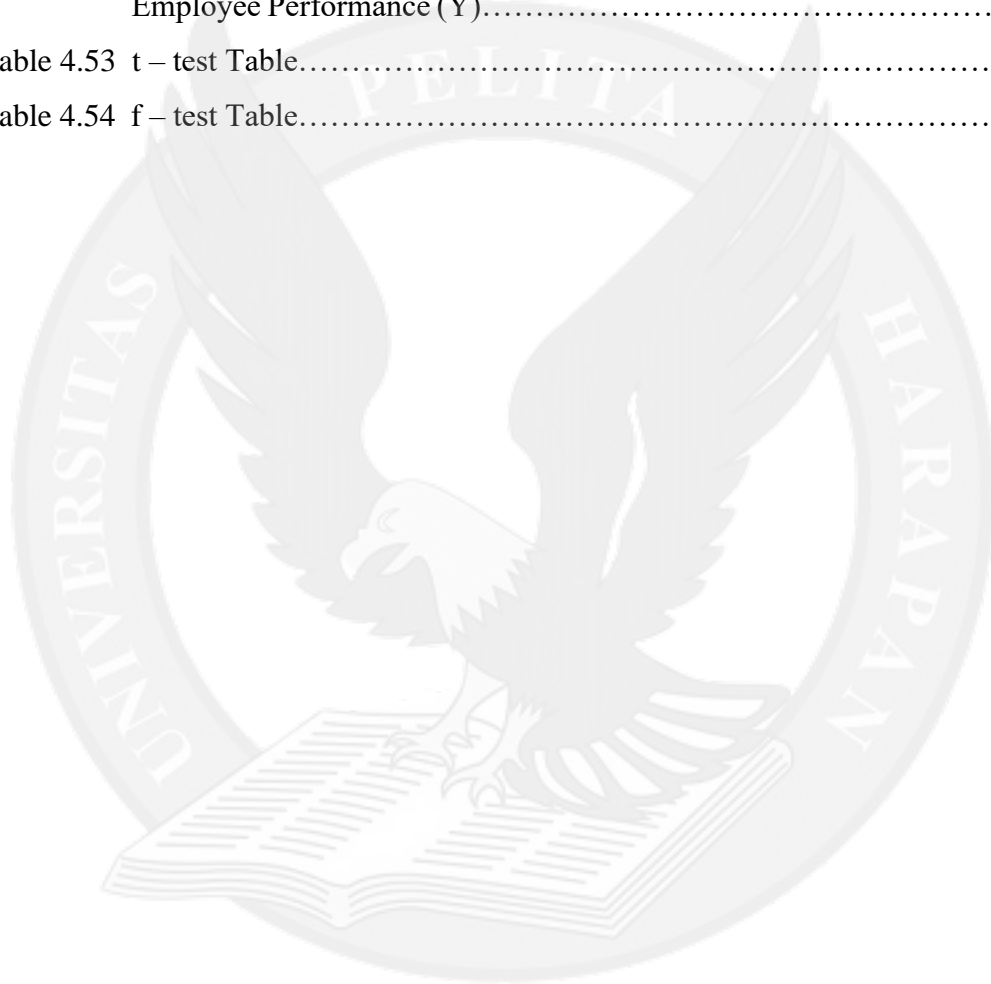 Employee Performance (Y)……………………………………………
able 4.53 t – test Table………………………………………………………………
able 4.54 f – test Table………………………………………………………………
UNIVERSITAS PELITA HARAPAN